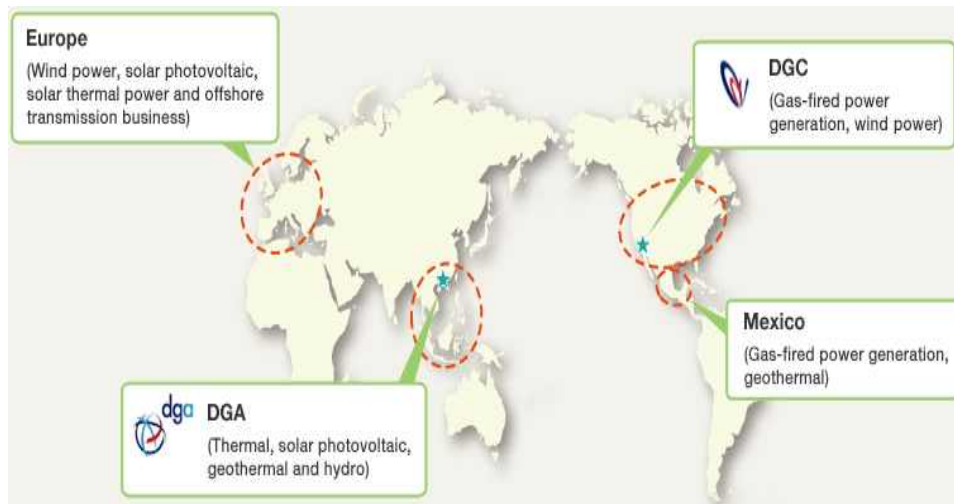 Europe
(Wind power, solar photovoltaic,
solar thermal power and offshore
transmission business)
DGC
(Gas-fired power
generation, wind power)
Mexico
(Gas-fired power generation,
geothermal)
dga
DGA
(Thermal, solar photovoltaic,
geothermal and hydro)